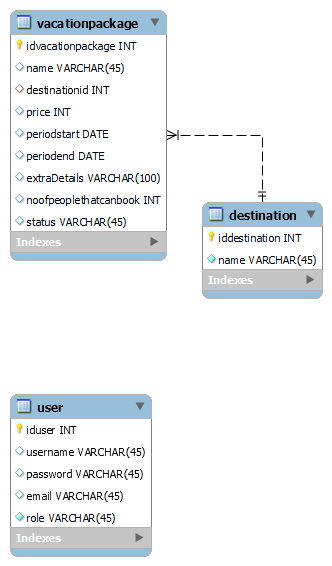 vacationpackage
idvacationpackage INT
name VARCHAR(45)
destinationid INT
price INT
periodstart DATE
periodend DATE
extraDetails VARCHAR(100)
noofpeoplethatcanbook INT
status VARCHAR(45)
Indexes
destination
iddestination INT
name VARCHAR(45)
Indexes
user
iduser INT
username VARCHAR(45)
password VARCHAR(45)
email VARCHAR(45)
role VARCHAR(45)
Indexes